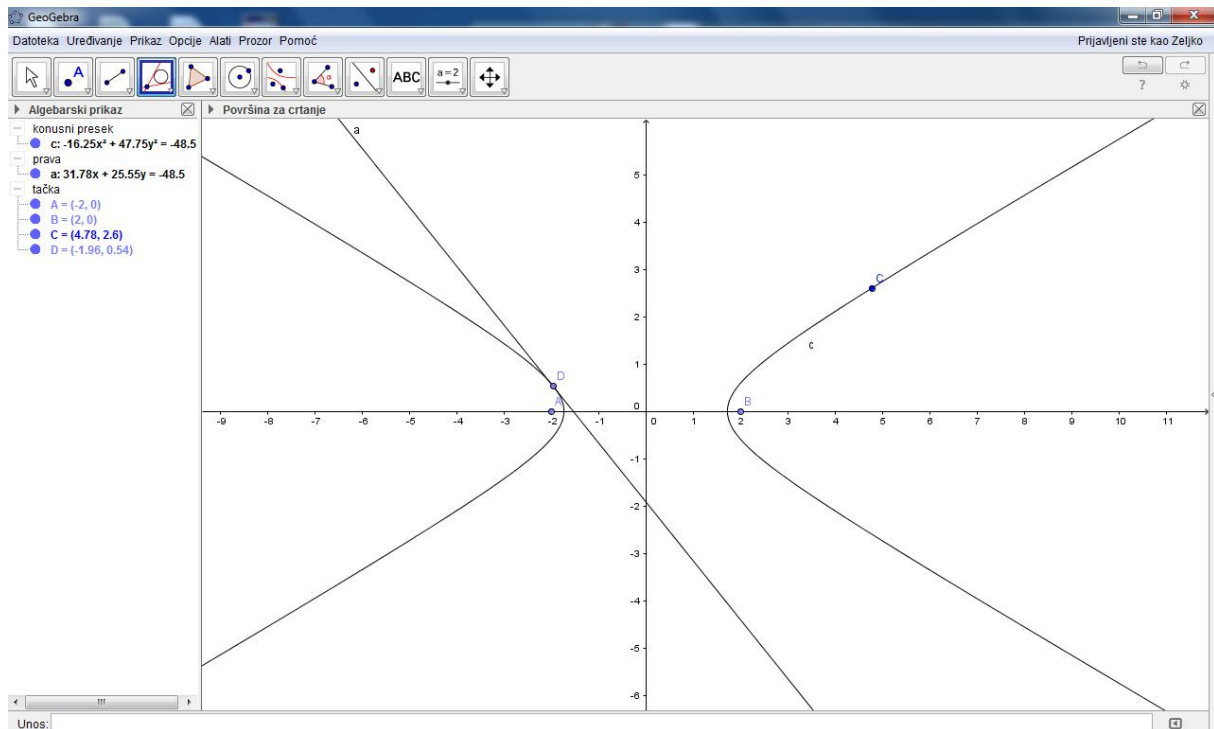 GeoGebra
Datoteka Uređivanje Prikaz Opcije Alati Prozor Pomoć
Prijavljeni ste kao Zeljko
A
α
ABC
a=2
?
Algebarski prikaz
Površina za crtanje
konusni presek
c: -16.25x² + 47.75y² = -48.5
prava
a: 31.78x + 25.55y = -48.5
tačka
A = (-2, 0)
B = (2, 0)
C = (4.78, 2.6)
D = (-1.96, 0.54)
a
5
4
3
C
2
c
1
D
A
0
B
-9 -8 -7 -6 -5 -4 -3 -2 -1 0 1 2 3 4 5 6 7 8 9 10 11
-1
-2
-3
-4
-5
-6
Unos: